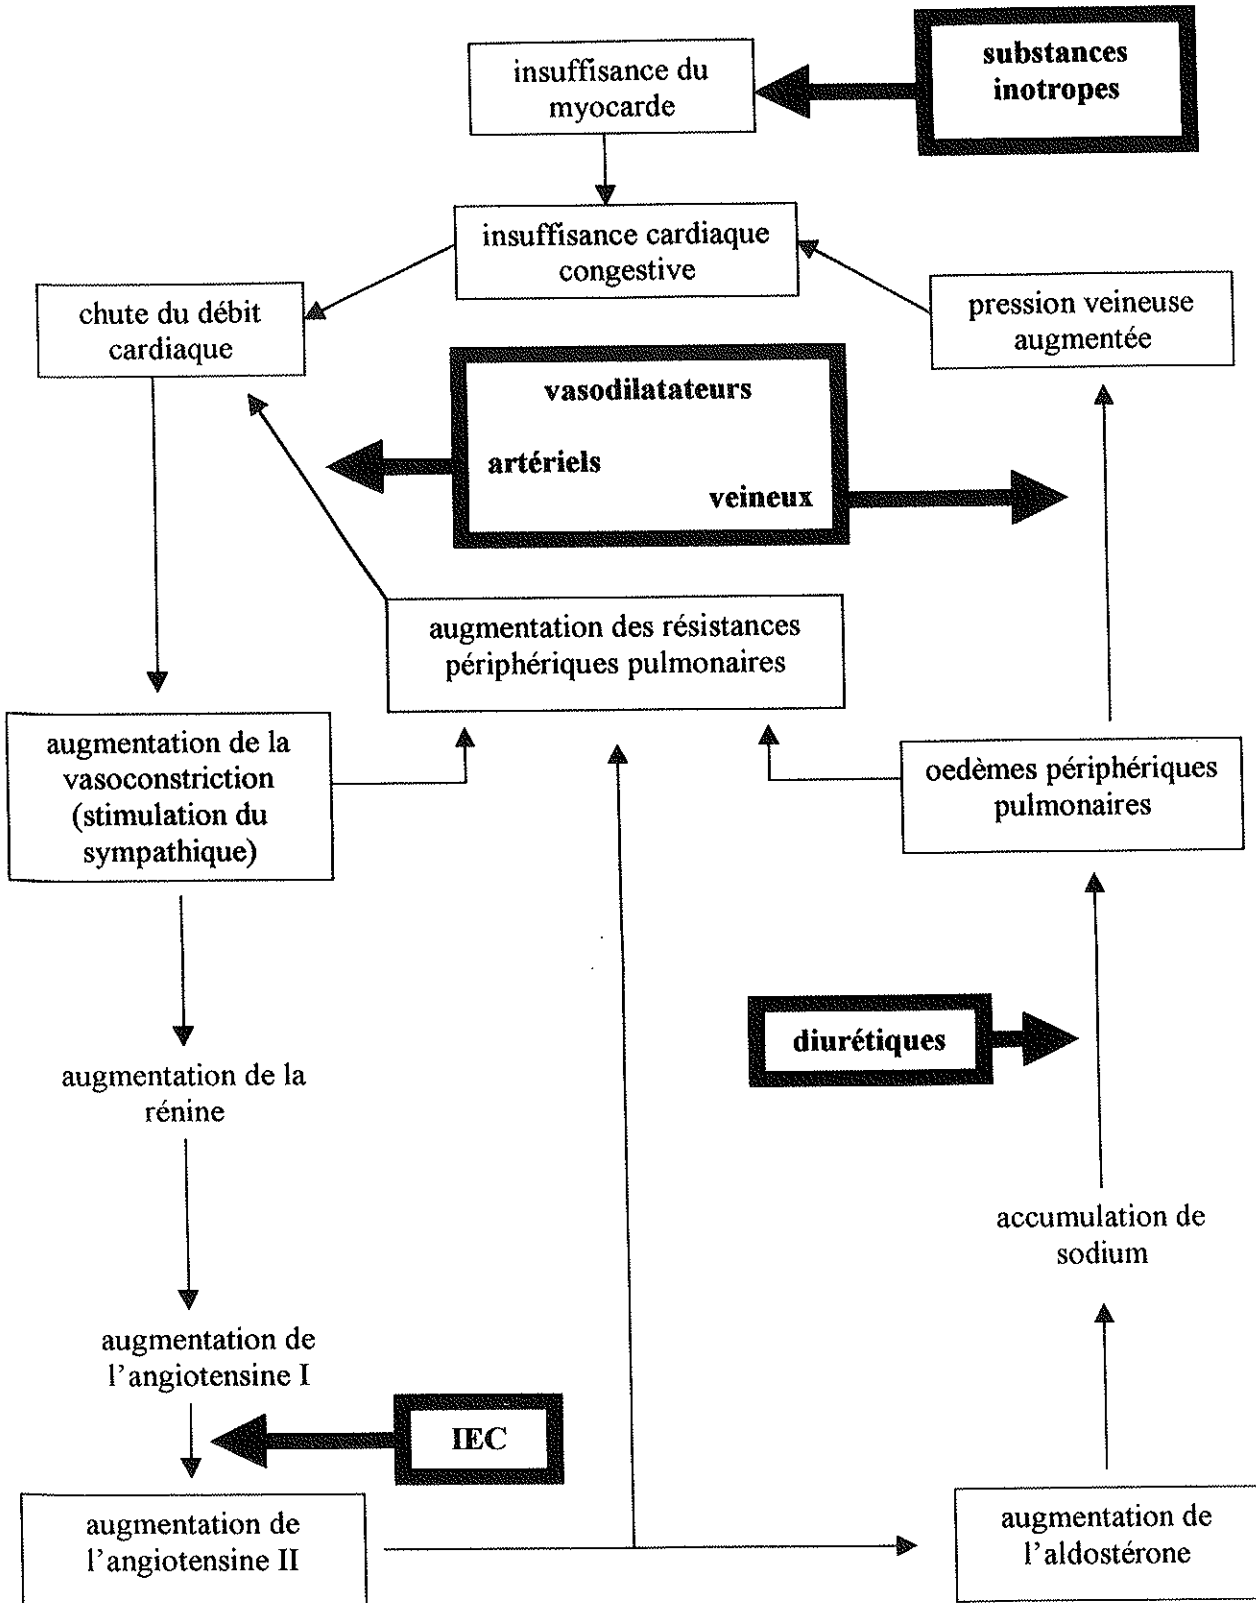 insuffisance du
myocarde
substances
inotropes
insuffisance cardiaque
congestive
chute du débit
cardiaque
pression veineuse
augmentée
vasodilatateurs
artériels
veineux
augmentation des résistances
périphériques pulmonaires
augmentation de la
vasoconstriction
(stimulation du
sympathique)
oedèmes périphériques
pulmonaires
diurétiques
augmentation de la
rénine
accumulation de
sodium
augmentation de
l'angiotensine I
IEC
augmentation de
l'angiotensine II
augmentation de
l'aldostérone